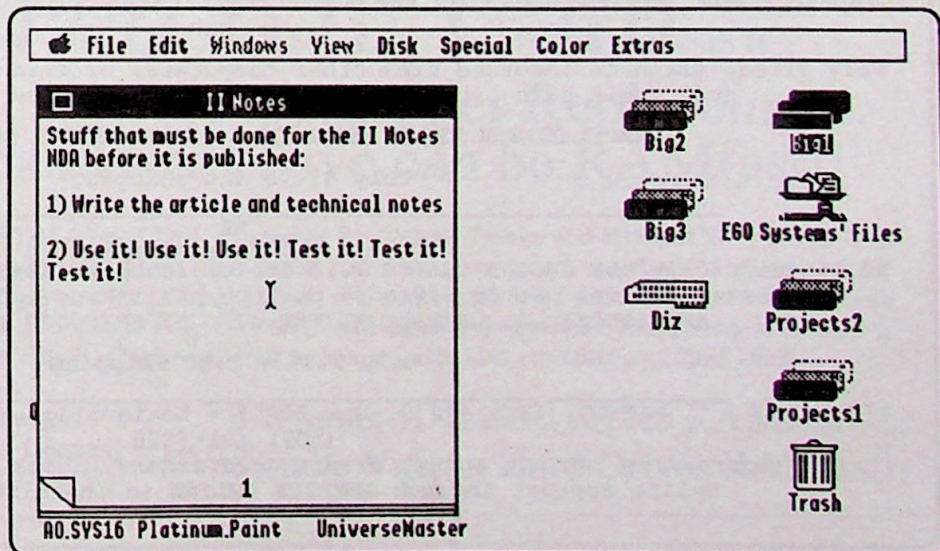 File Edit Windows View Disk Special Color Extras
II Notes
Stuff that must be done for the II Notes
NDA before it is published:
1) Write the article and technical notes
2) Use it! Use it! Use it! Test it! Test it!
Test it!
1
Big2
Big1
Big3
EGO Systems' Files
Diz
Projects2
Projects1
Trash
AO.SYS16 Platinum.Paint UniverseMaster